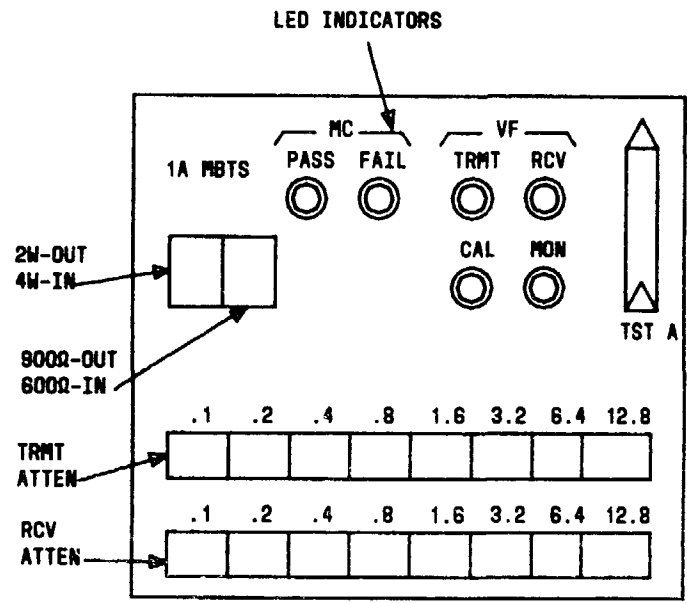 LED INDICATORS
MC VF
1A MBTS PASS FAIL TRMT RCV
2W-OUT
4W-IN
CAL MON
TST A
900Ω-OUT
600Ω-IN
.1 .2 .4 .8 1.6 3.2 6.4 12.8
TRMT
ATTEN
.1 .2 .4 .8 1.6 3.2 6.4 12.8
RCV
ATTEN